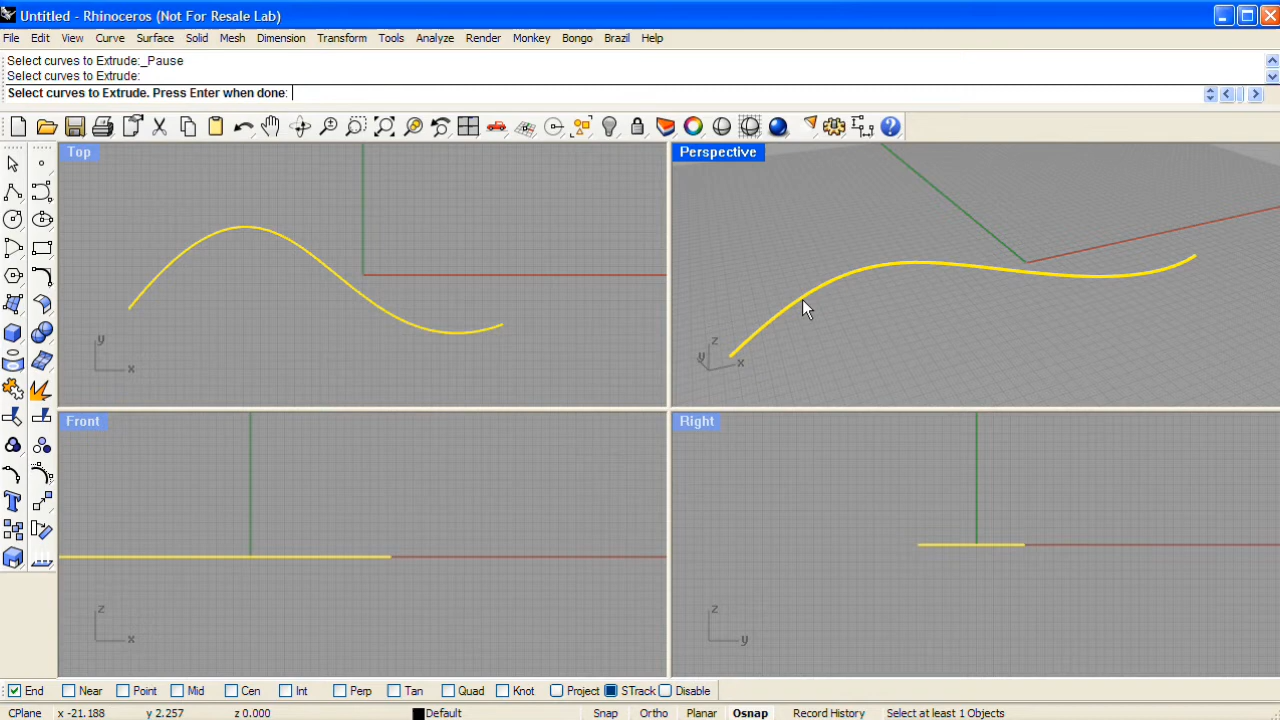 Untitled - Rhinoceros (Not For Resale Lab)
File Edit View Curve Surface Solid Mesh Dimension Transform Tools Analyze Render Monkey Bongo Brazil Help
Select curves to Extrude:_Pause
Select curves to Extrude:
Select curves to Extrude. Press Enter when done:
Top
Perspective
y
x
z
y
x
Front
Right
z
x
z
y
End Near Point Mid Cen Int Perp Tan Quad Knot Project STrack Disable
CPlane x -21.188 y 2.257 z 0.000 Default Snap Ortho Planar Osnap Record History Select at least 1 Objects